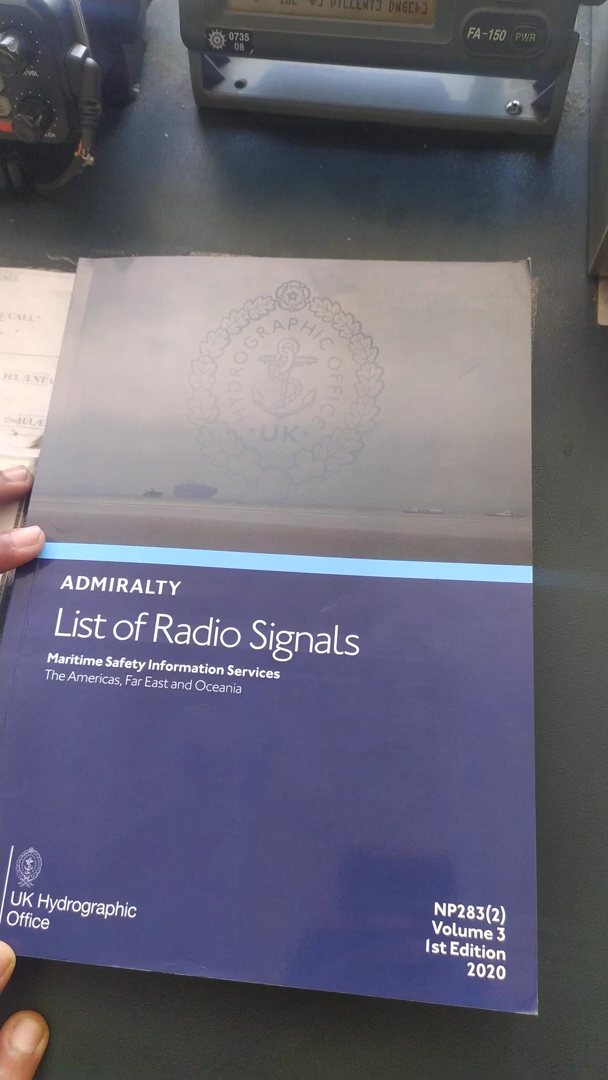 0735
08
FA-150 PWR
HYDROGRAPHIC OFFICE
·UK·
ADMIRALTY
List of Radio Signals
Maritime Safety Information Services
The Americas, Far East and Oceania
UK Hydrographic
Office
NP283(2)
Volume 3
1st Edition
2020